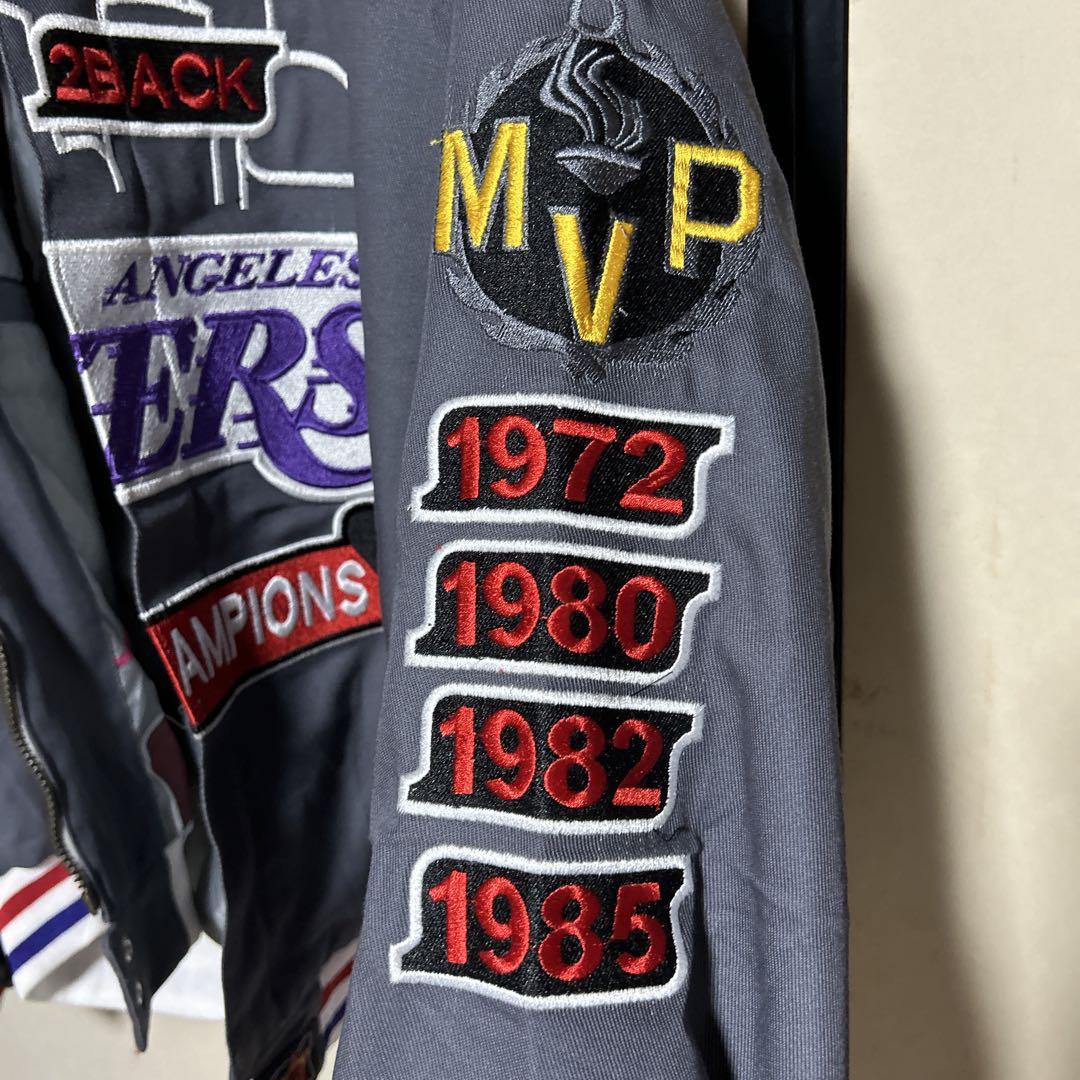 2BACK
ANGELES
ERS
AMPIONS
MVP
1972
1980
1982
1985